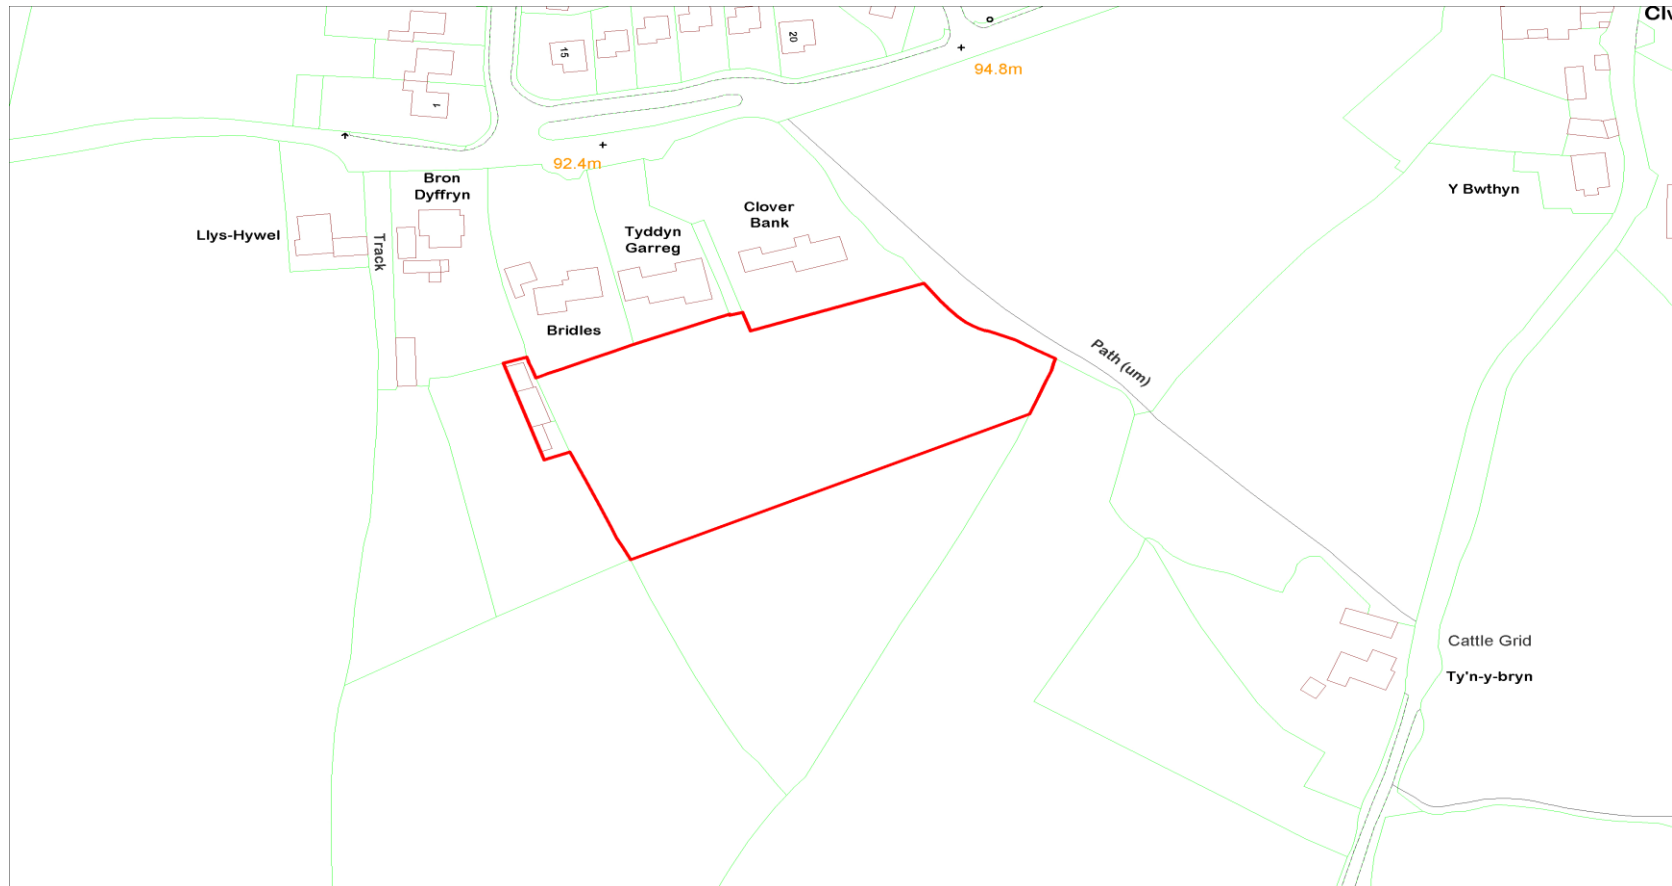 15
20
94.8m
1
92.4m
Bron
Dyffryn
Y Bwthyn
Clover
Bank
Llys-Hywel
Track
Tyddyn
Garreg
Bridles
Path (um)
Cattle Grid
Ty'n-y-bryn